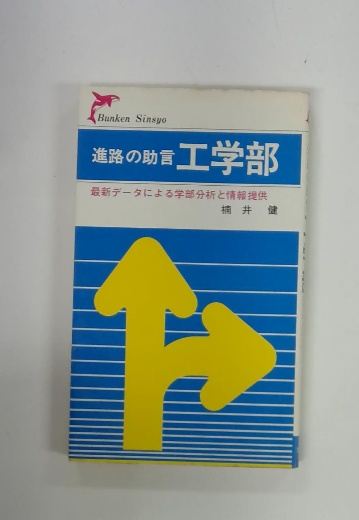 Bunken Sinsyo
進路の助言 工学部
最新データによる学部分析と情報提供
楠井 健